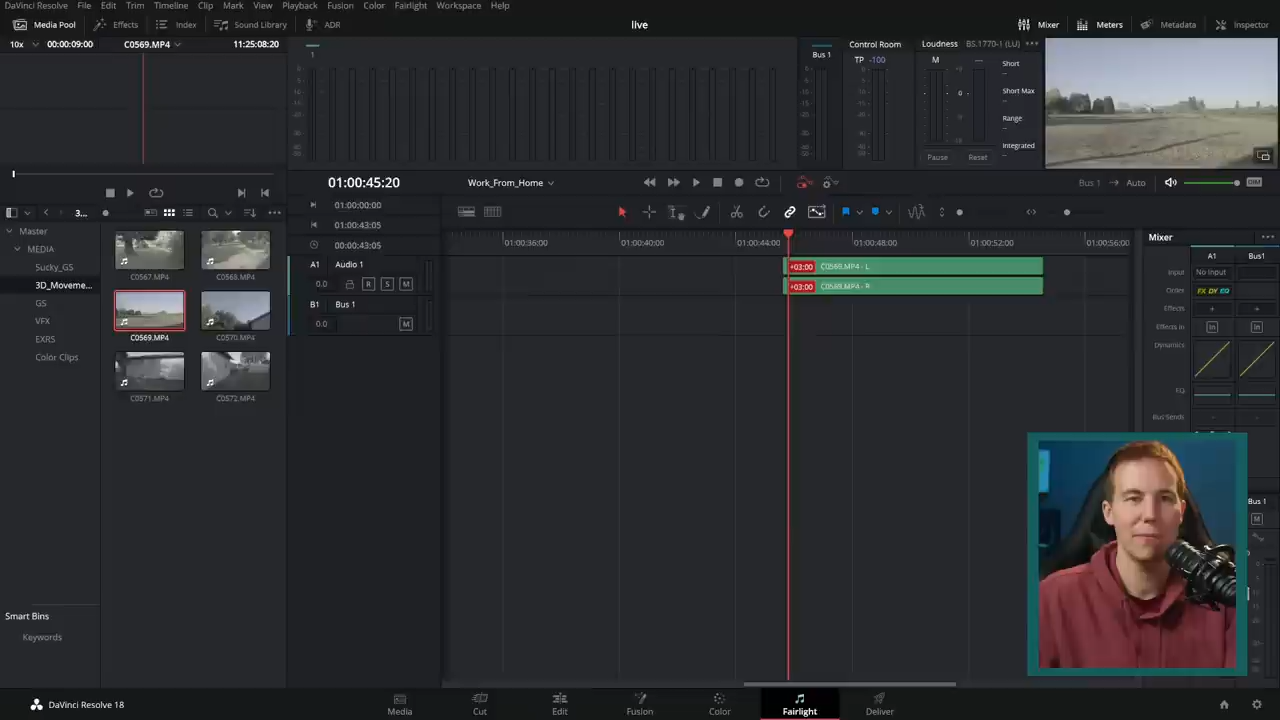 DaVinci Resolve File Edit Trim Timeline Clip Mark View Playback Fusion Color Fairlight Workspace Help
Media Pool Effects Index Sound Library ADR live Mixer Meters Metadata Inspector
10x 00:00:09:00 C0569.MP4 11:25:08:20
1
Bus 1
Control Room
TP -100
Loudness BS.1770-1 (LU)
M
0
Short
Short Max
Range
Integrated
Pause Reset
01:00:45:20 Work_From_Home Bus 1 Auto DIM
3...
01:00:00:00
01:00:43:05
00:00:43:05
Master
MEDIA
Sucky_GS
3D_Moveme...
GS
VFX
EXRS
Color Clips
C0567.MP4 C0568.MP4
C0569.MP4 C0570.MP4
C0571.MP4 C0572.MP4
01:00:36:00 01:00:40:00 01:00:44:00 01:00:48:00 01:00:52:00 01:00:56:00
A1 Audio 1
0.0 R S M
B1 Bus 1
0.0 M
+03:00 C0569.MP4 - L
+03:00 C0569.MP4 - R
Mixer
A1 Bus1
Input No Input
Order FX DY EQ
Effects + +
Effects In
Dynamics
EQ
Bus Sends
Bus 1
M
Smart Bins
Keywords
DaVinci Resolve 18
Media Cut Edit Fusion Color Fairlight Deliver